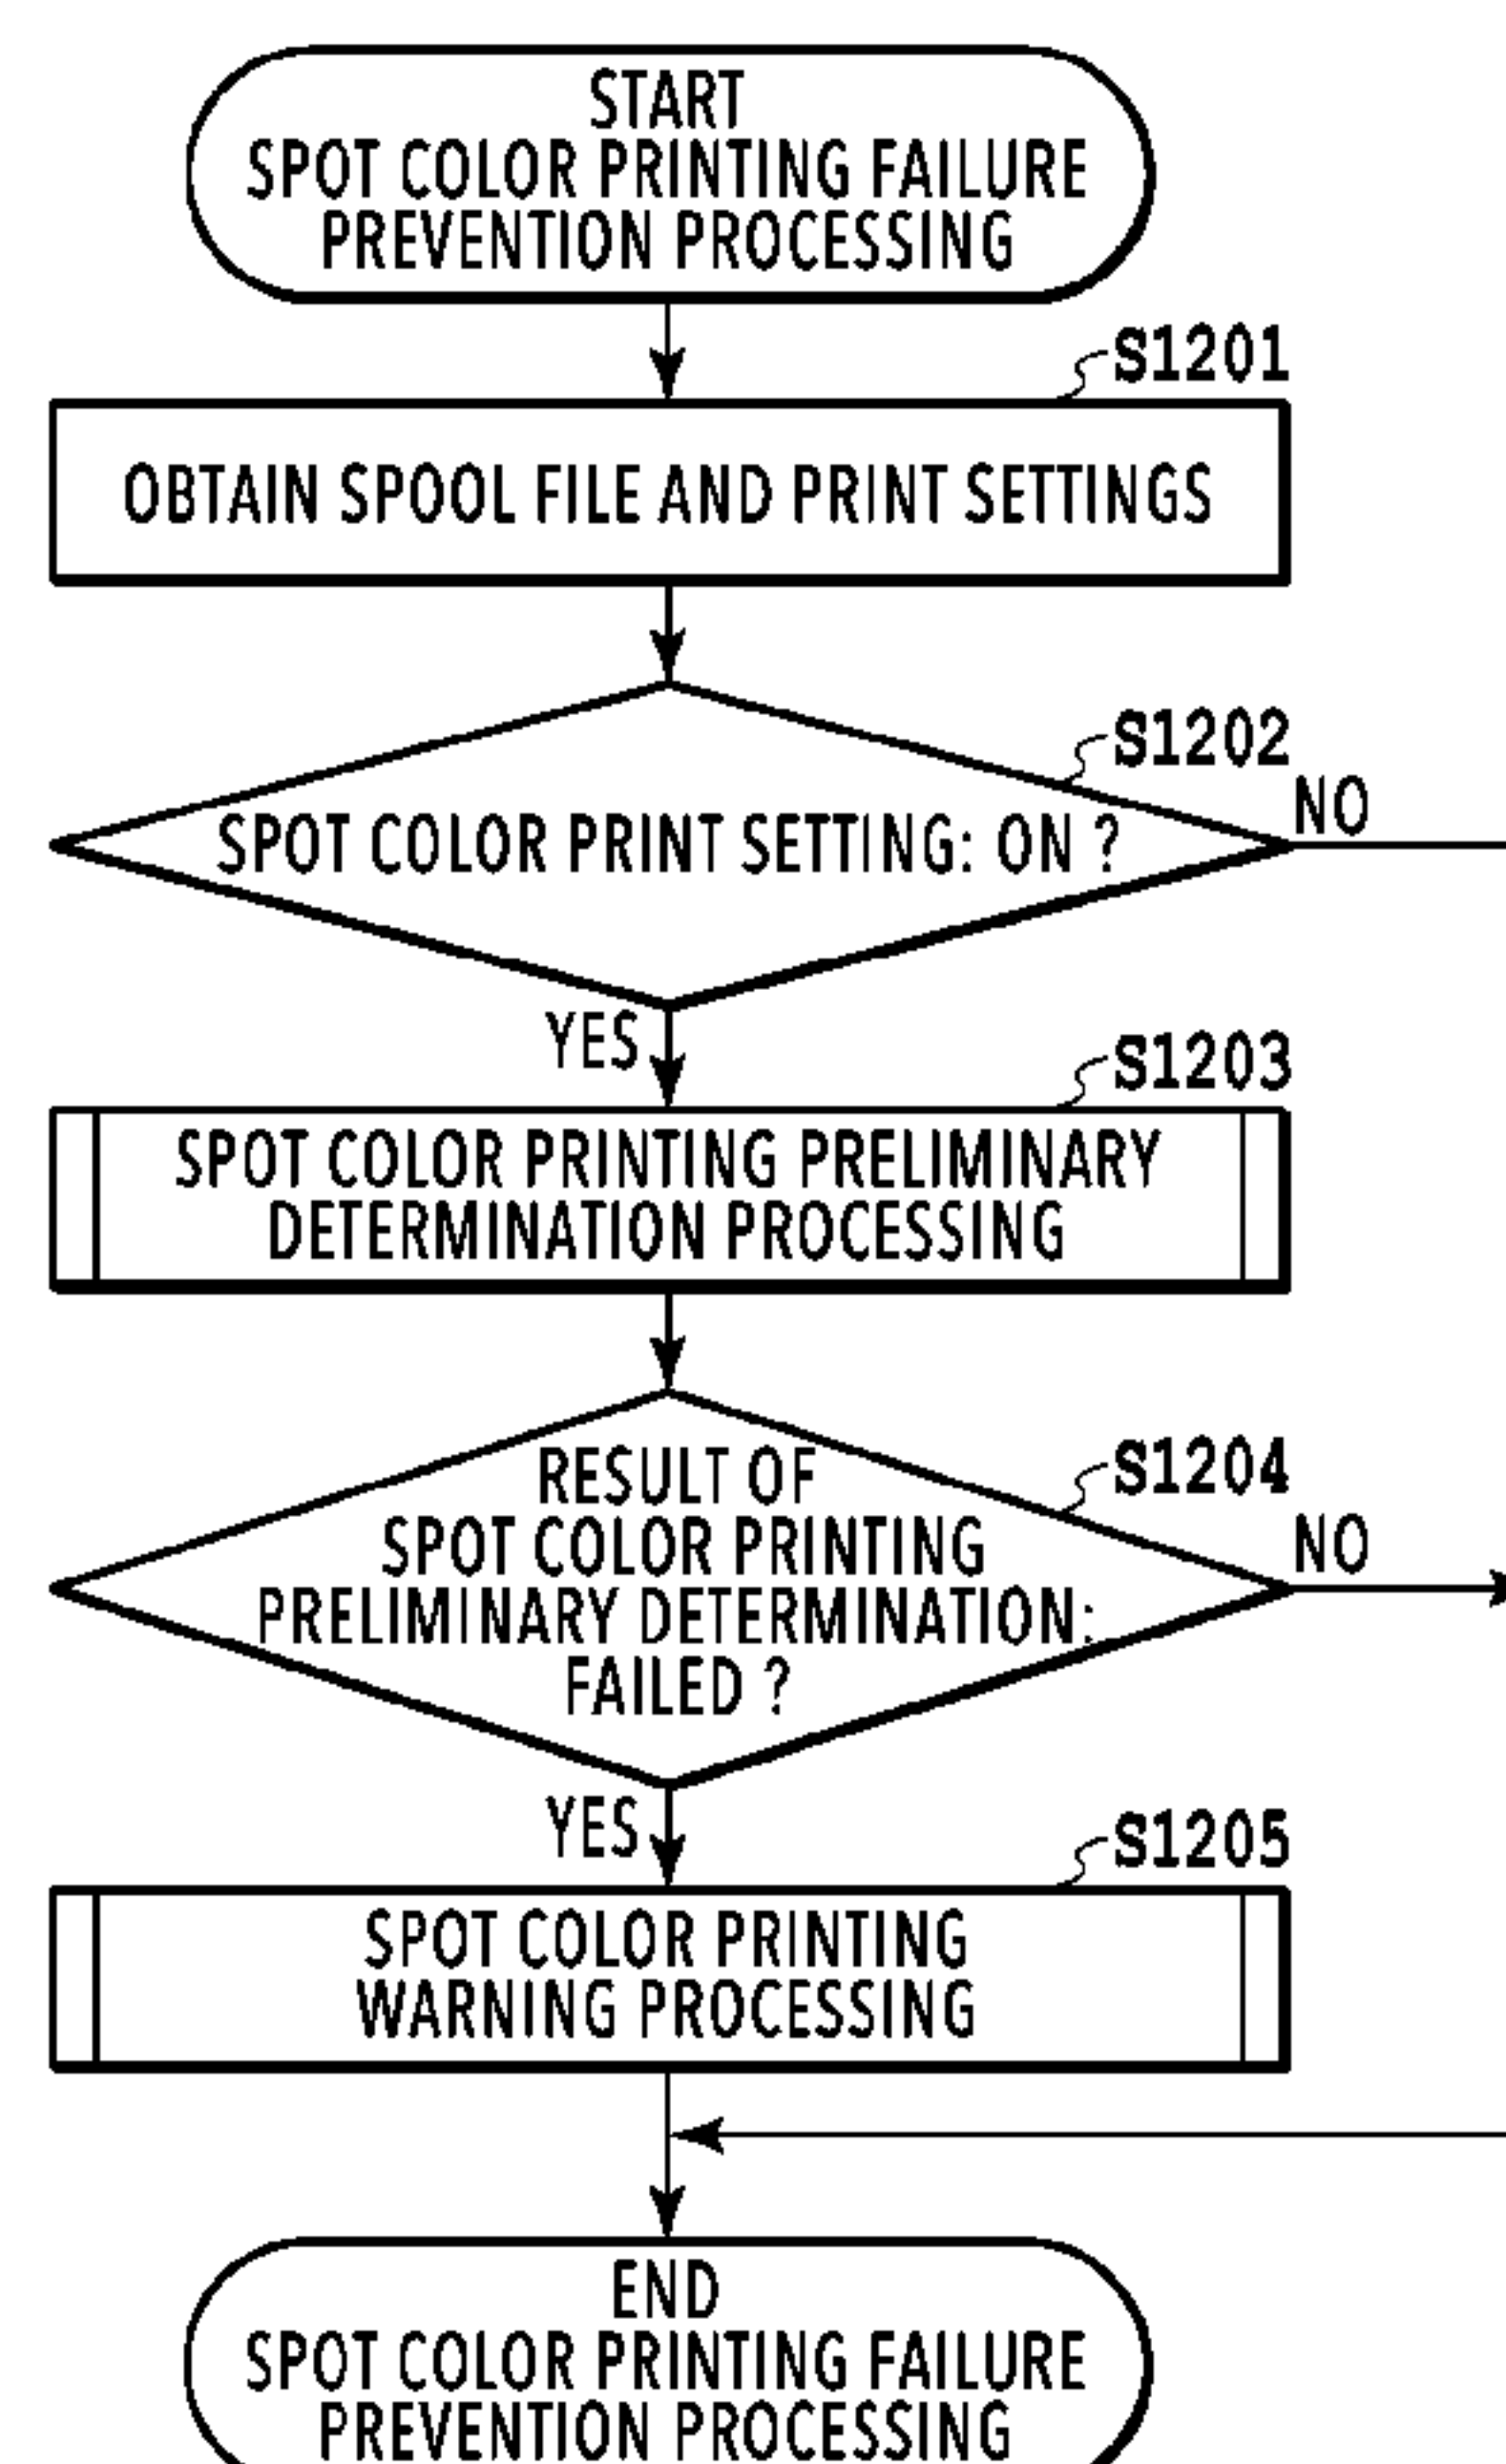 START
SPOT COLOR PRINTING FAILURE
PREVENTION PROCESSING
S1201
OBTAIN SPOOL FILE AND PRINT SETTINGS
S1202
SPOT COLOR PRINT SETTING: ON ?
NO
YES
S1203
SPOT COLOR PRINTING PRELIMINARY
DETERMINATION PROCESSING
S1204
RESULT OF
SPOT COLOR PRINTING
PRELIMINARY DETERMINATION:
FAILED ?
NO
YES
S1205
SPOT COLOR PRINTING
WARNING PROCESSING
END
SPOT COLOR PRINTING FAILURE
PREVENTION PROCESSING